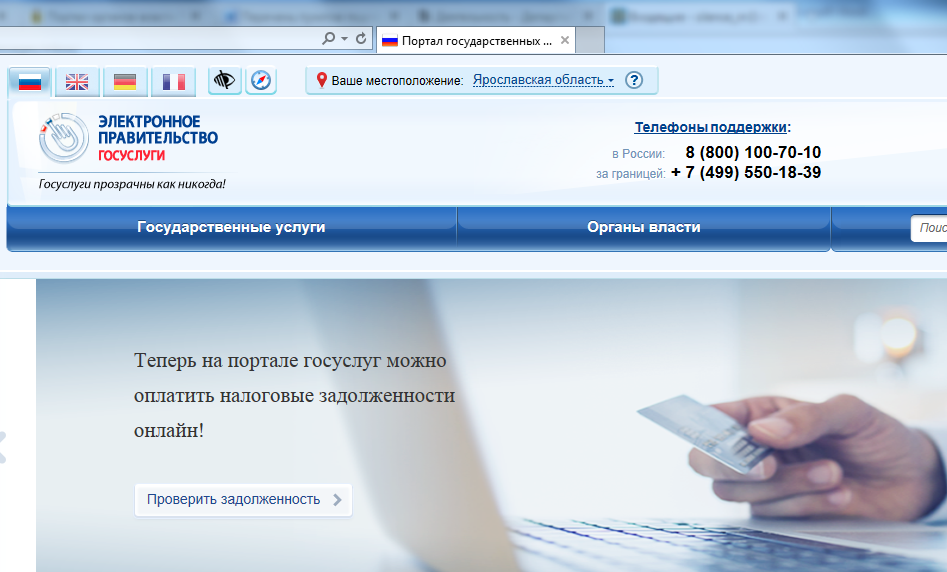 Портал государственных ...
Ваше местоположение: Ярославская область
?
ЭЛЕКТРОННОЕ
ПРАВИТЕЛЬСТВО
ГОСУСЛУГИ
Госуслуги прозрачны как никогда!
Телефоны поддержки:
в России: 8 (800) 100-70-10
за границей: + 7 (499) 550-18-39
Государственные услуги
Органы власти
Поис
Теперь на портале госуслуг можно
оплатить налоговые задолженности
онлайн!
Проверить задолженность